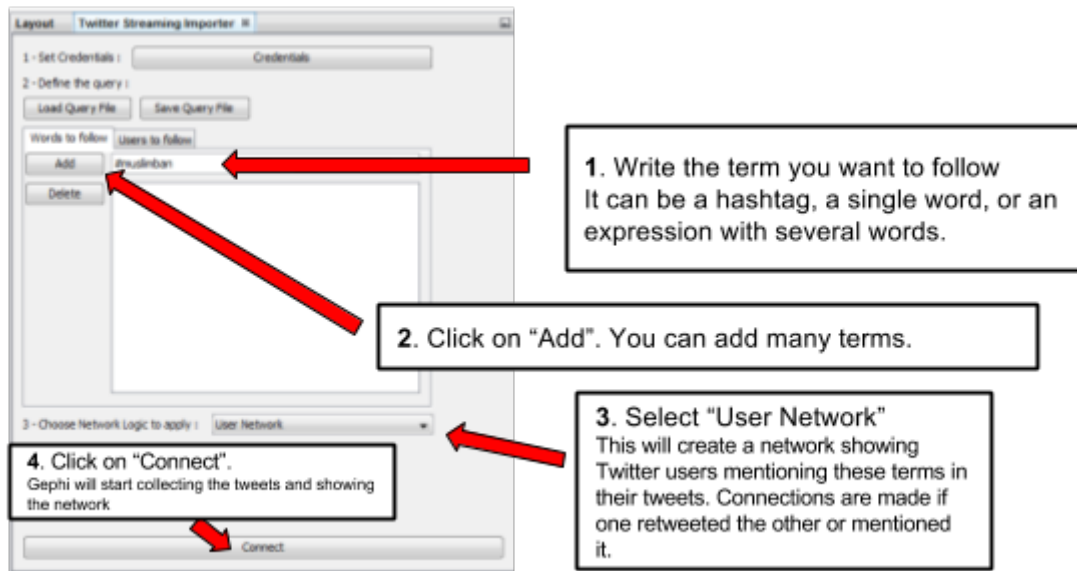 Layout Twitter Streaming Importer
1 - Set Credentials : Credentials
2 - Define the query :
Load Query File Save Query File
Words to follow Users to follow
Add #muslimban
Delete
1. Write the term you want to follow
It can be a hashtag, a single word, or an
expression with several words.
2. Click on “Add”. You can add many terms.
3 - Choose Network Logic to apply : User Network
3. Select “User Network”
This will create a network showing
Twitter users mentioning these terms in
their tweets. Connections are made if
one retweeted the other or mentioned
it.
4. Click on “Connect”.
Gephi will start collecting the tweets and showing
the network
Connect